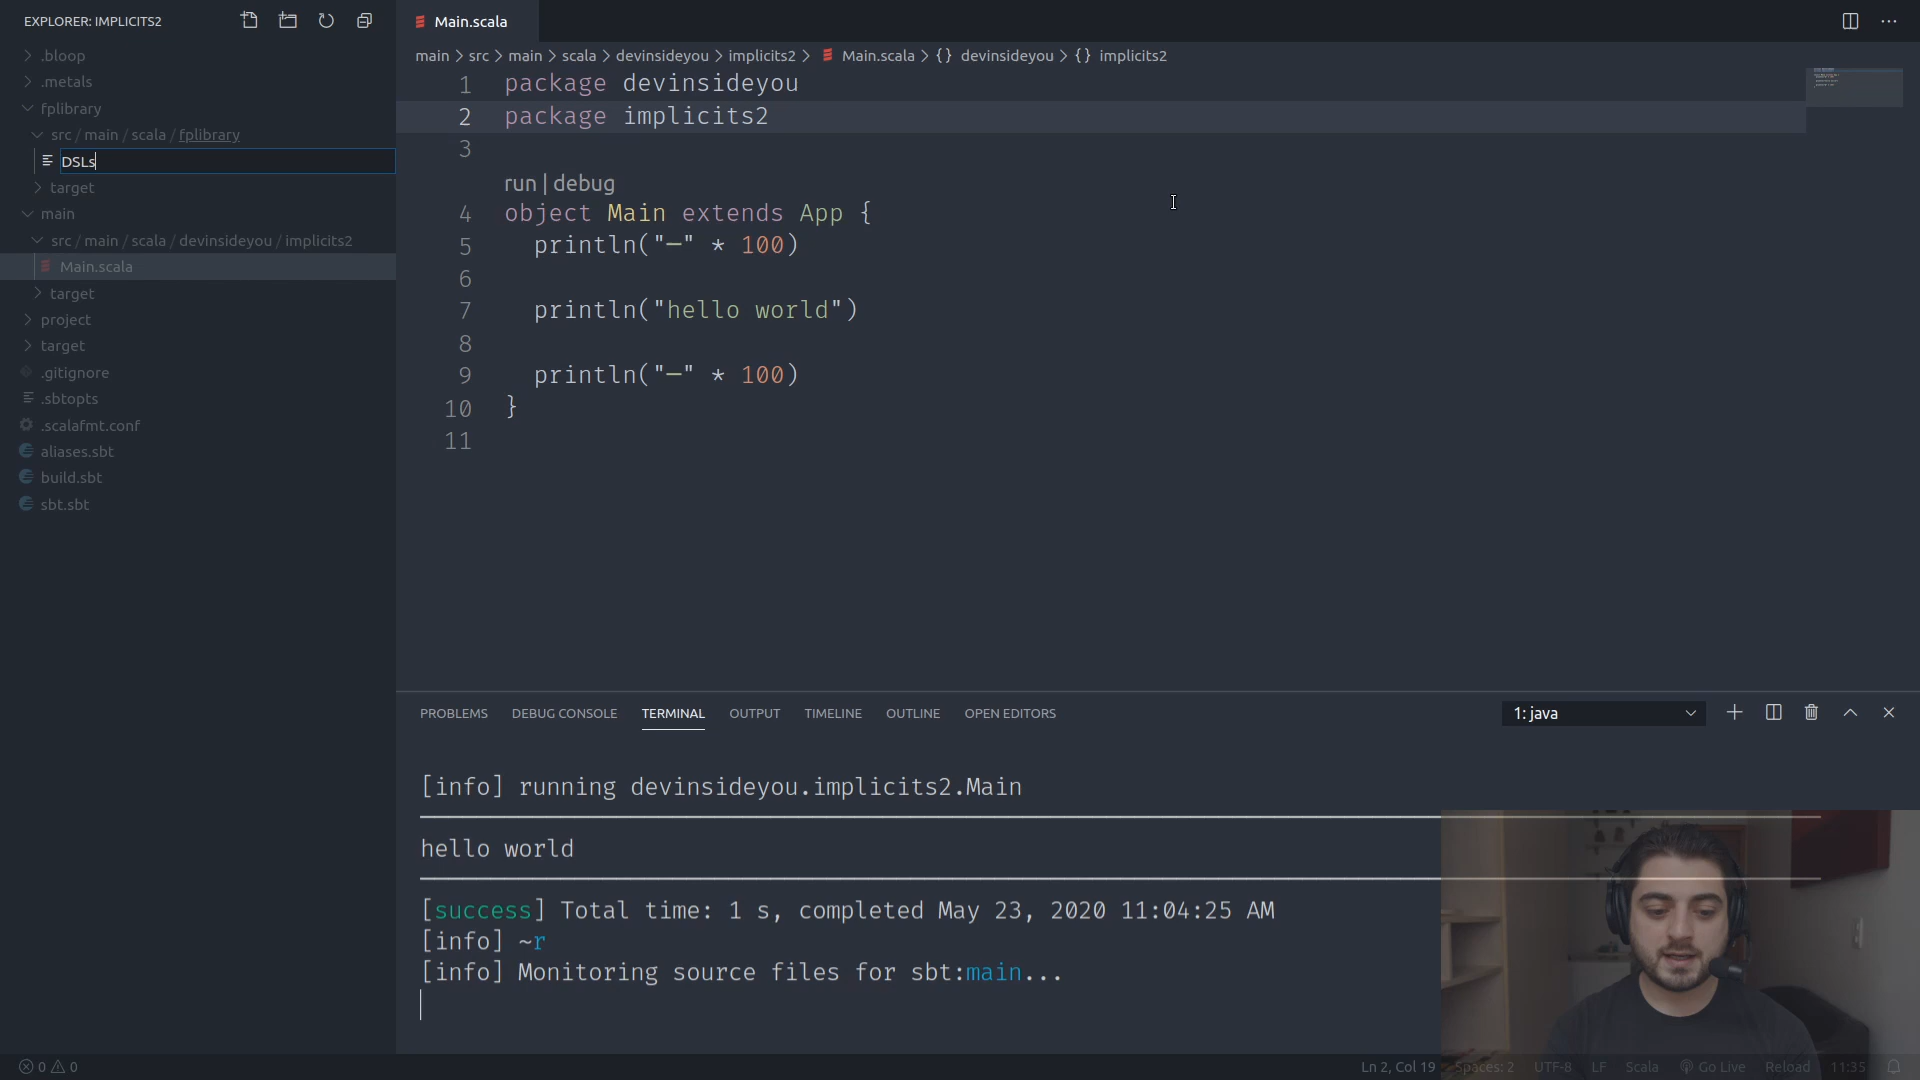 EXPLORER: IMPLICITS2
.bloop
.metals
fplibrary
src / main / scala / fplibrary
DSLs
target
main
src / main / scala / devinsideyou / implicits2
Main.scala
target
project
target
.gitignore
.sbtopts
.scalafmt.conf
aliases.sbt
build.sbt
sbt.sbt
Main.scala
main > src > main > scala > devinsideyou > implicits2 > Main.scala > {} devinsideyou > {} implicits2
1 package devinsideyou
2 package implicits2
3
run | debug
4 object Main extends App {
5 println("─" * 100)
6
7 println("hello world")
8
9 println("─" * 100)
10 }
11
PROBLEMS DEBUG CONSOLE TERMINAL OUTPUT TIMELINE OUTLINE OPEN EDITORS 1: java
[info] running devinsideyou.implicits2.Main
hello world
[success] Total time: 1 s, completed May 23, 2020 11:04:25 AM
[info] ~r
[info] Monitoring source files for sbt:main...
0 0 Ln 2, Col 19 Spaces: 2 UTF-8 LF Scala Go Live Reload 11:35